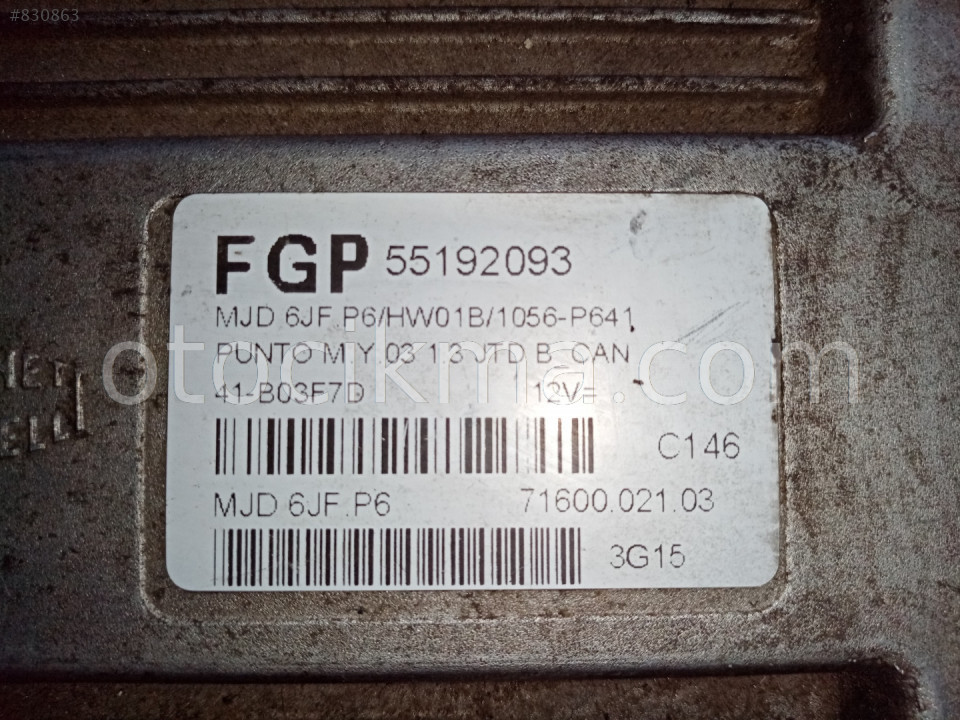 #830863
FGP 55192093
MJD 6JF.P6/HW01B/1056-P641
PUNTO M.Y.03 1.3 JTD B_CAN
41-B03F7D 12V=
C146
MJD 6JF.P6 71600.021.03
3G15
otocikma.com